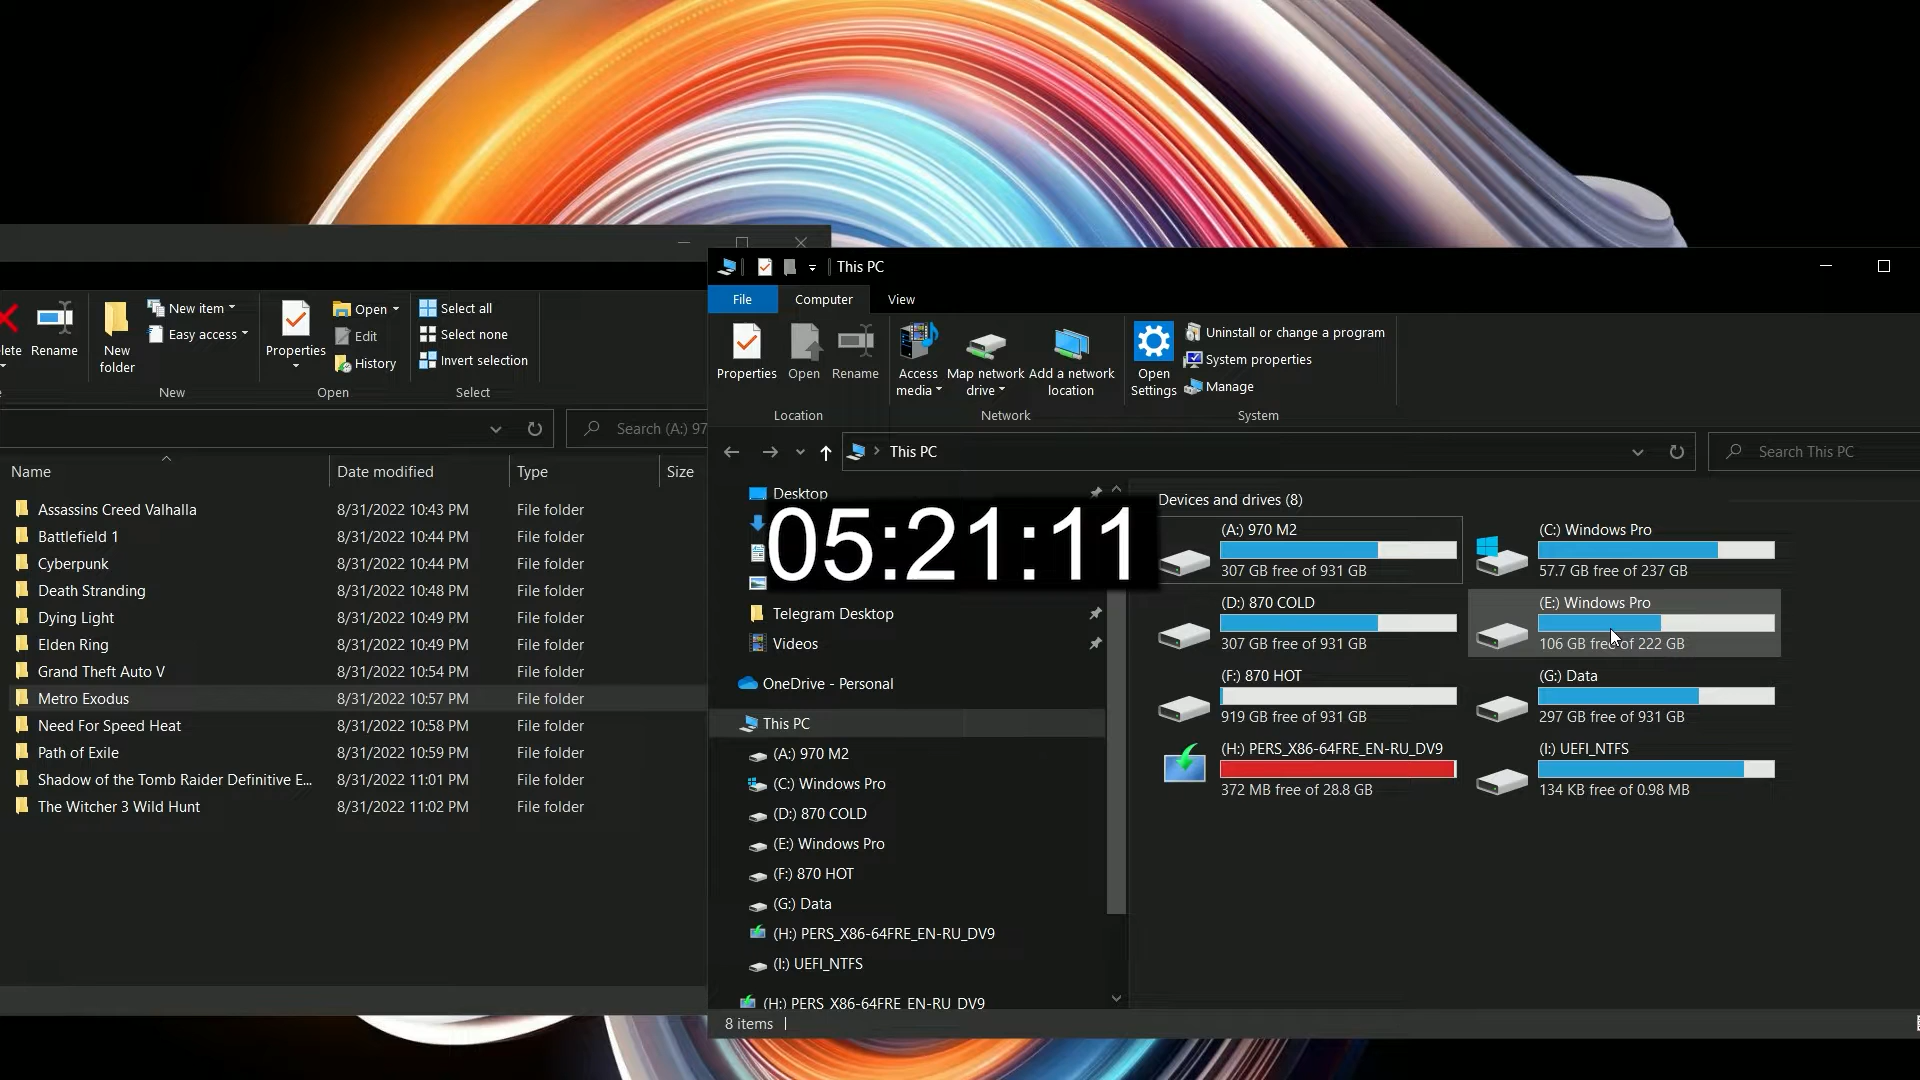 lete
Rename
New
folder
New item
Easy access
New
Properties
Open
Edit
History
Open
Select all
Select none
Invert selection
Select
Search (A:) 97
Name
Date modified
Type
Size
Assassins Creed Valhalla 8/31/2022 10:43 PM File folder
Battlefield 1 8/31/2022 10:44 PM File folder
Cyberpunk 8/31/2022 10:44 PM File folder
Death Stranding 8/31/2022 10:48 PM File folder
Dying Light 8/31/2022 10:49 PM File folder
Elden Ring 8/31/2022 10:49 PM File folder
Grand Theft Auto V 8/31/2022 10:54 PM File folder
Metro Exodus 8/31/2022 10:57 PM File folder
Need For Speed Heat 8/31/2022 10:58 PM File folder
Path of Exile 8/31/2022 10:59 PM File folder
Shadow of the Tomb Raider Definitive E... 8/31/2022 11:01 PM File folder
The Witcher 3 Wild Hunt 8/31/2022 11:02 PM File folder
This PC
File
Computer
View
Properties
Open
Rename
Location
Access
media
Map network
drive
Add a network
location
Network
Open
Settings
Uninstall or change a program
System properties
Manage
System
This PC
Search This PC
Desktop
05:21:11
Telegram Desktop
Videos
OneDrive - Personal
This PC
(A:) 970 M2
(C:) Windows Pro
(D:) 870 COLD
(E:) Windows Pro
(F:) 870 HOT
(G:) Data
(H:) PERS_X86-64FRE_EN-RU_DV9
(I:) UEFI_NTFS
(H:) PERS_X86-64FRE_EN-RU_DV9
Devices and drives (8)
(A:) 970 M2
307 GB free of 931 GB
(C:) Windows Pro
57.7 GB free of 237 GB
(D:) 870 COLD
307 GB free of 931 GB
(E:) Windows Pro
106 GB free of 222 GB
(F:) 870 HOT
919 GB free of 931 GB
(G:) Data
297 GB free of 931 GB
(H:) PERS_X86-64FRE_EN-RU_DV9
372 MB free of 28.8 GB
(I:) UEFI_NTFS
134 KB free of 0.98 MB
8 items